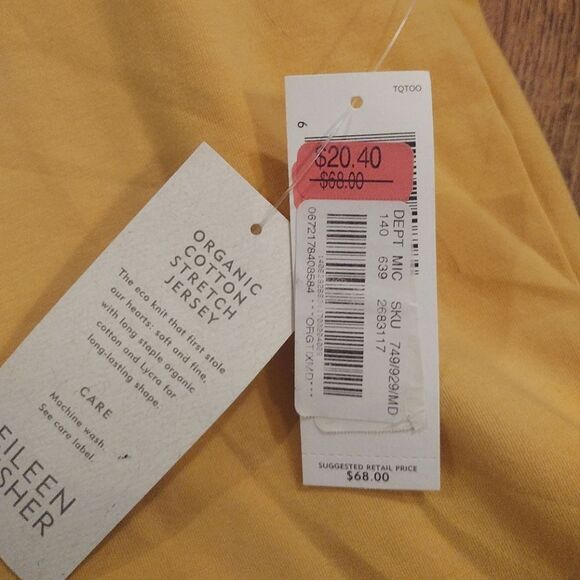 ORGANIC
COTTON
STRETCH
JERSEY
The eco knit that first stole
our hearts: soft and fine,
with long staple organic
cotton and Lycra for
long-lasting shape.
CARE
Machine wash.
See care label.
EILEEN
FISHER
TQTOO
6
$20.40
$68.00
DEPT MIC SKU 749/929/MD
140 639 2683117
0672178408584
SUGGESTED RETAIL PRICE
$68.00